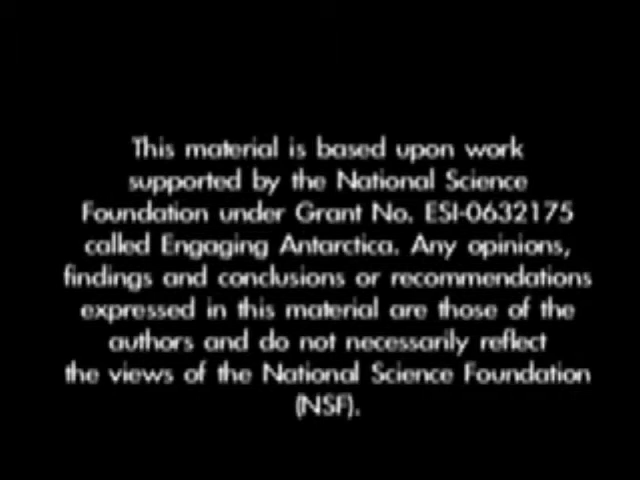 This material is based upon work
supported by the National Science
Foundation under Grant No. ESI-0632175
called Engaging Antarctica. Any opinions,
findings and conclusions or recommendations
expressed in this material are those of the
authors and do not necessarily reflect
the views of the National Science Foundation
(NSF).